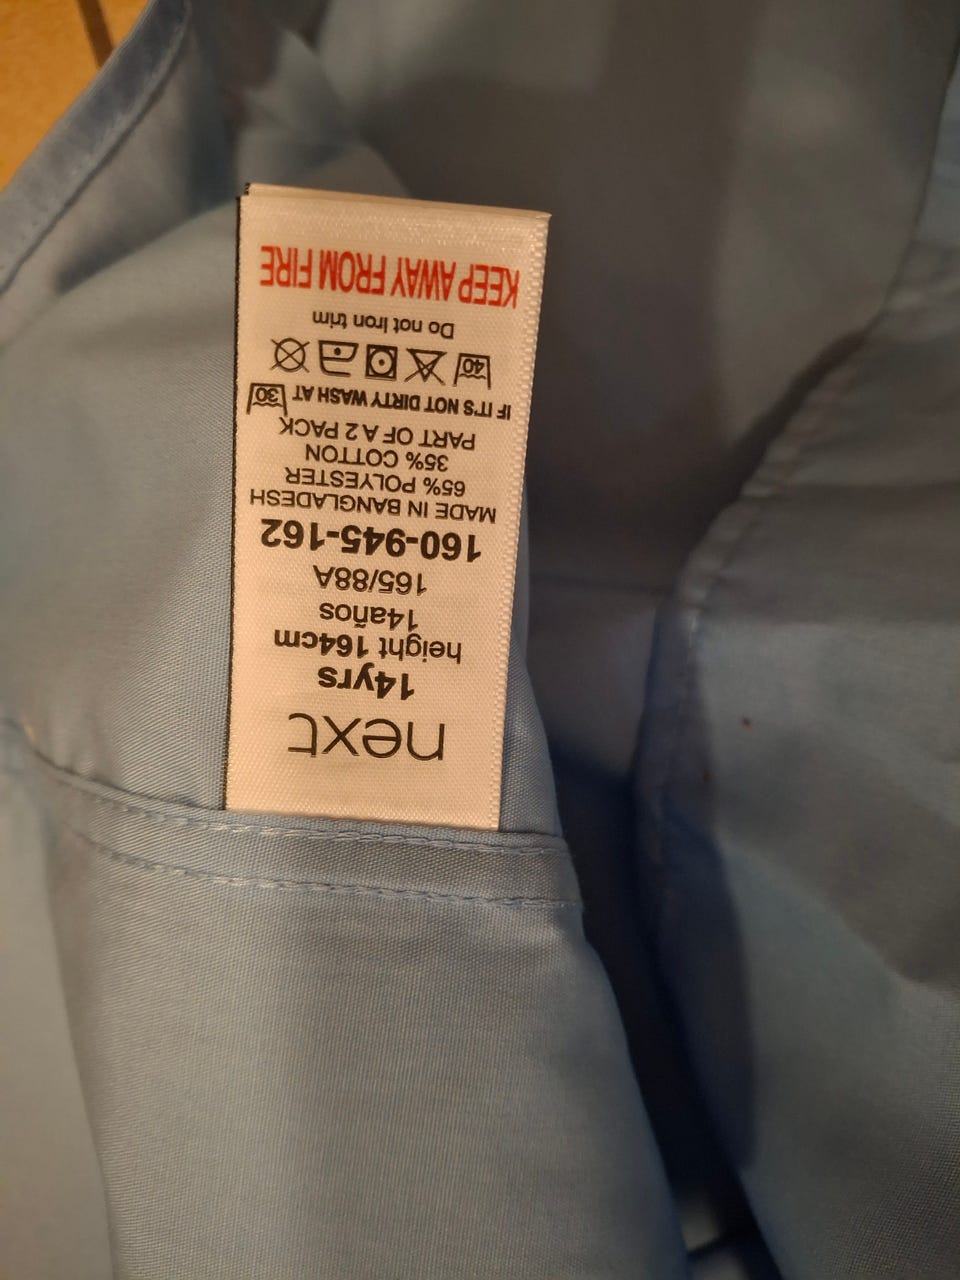 next
14yrs
height 164cm
14años
165/88A
160-945-162
MADE IN BANGLADESH
65% POLYESTER
35% COTTON
PART OF A 2 PACK
IF IT'S NOT DIRTY WASH AT 30
40
Do not Iron trim
KEEP AWAY FROM FIRE